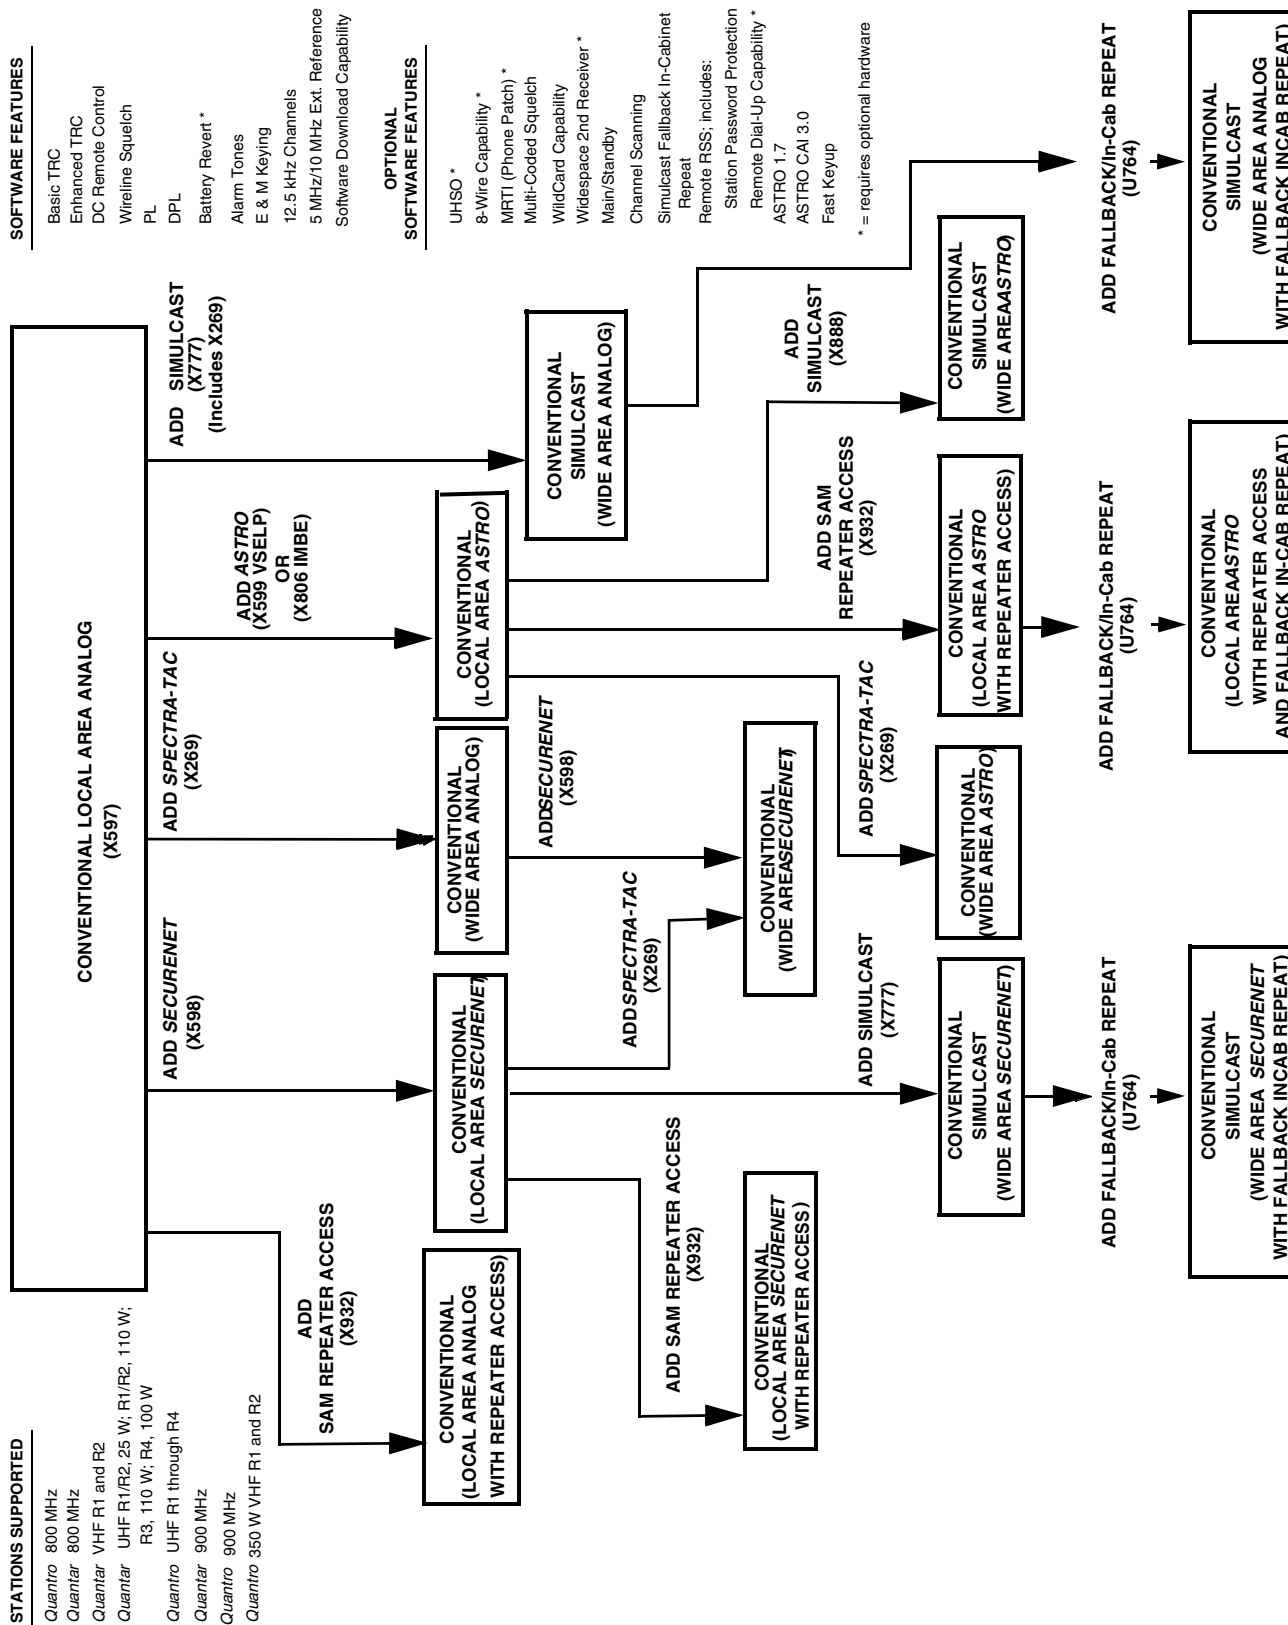 STATIONS SUPPORTED
Quantro 800 MHz
Quantar 800 MHz
Quantar VHF R1 and R2
Quantar UHF R1/R2, 25 W; R1/R2, 110 W;
R3, 110 W; R4, 100 W
Quantro UHF R1 through R4
Quantar 900 MHz
Quantro 900 MHz
Quantro 350 W VHF R1 and R2
CONVENTIONAL LOCAL AREA ANALOG
(X597)
SOFTWARE FEATURES
Basic TRC
Enhanced TRC
DC Remote Control
Wireline Squelch
PL
DPL
Battery Revert *
Alarm Tones
E & M Keying
12.5 kHz Channels
5 MHz/10 MHz Ext. Reference
Software Download Capability
OPTIONAL
SOFTWARE FEATURES
UHSO *
8-Wire Capability *
MRTI (Phone Patch) *
Multi-Coded Squelch
WildCard Capability
Widespace 2nd Receiver *
Main/Standby
Channel Scanning
Simulcast Fallback In-Cabinet
Repeat
Remote RSS; includes:
Station Password Protection
Remote Dial-Up Capability *
ASTRO 1.7
ASTRO CAI 3.0
Fast Keyup
* = requires optional hardware
ADD
SAM REPEATER ACCESS
(X932)
ADD SECURENET
(X598)
ADD SPECTRA-TAC
(X269)
ADD ASTRO
(X599 VSELP)
OR
(X806 IMBE)
ADD SIMULCAST
(X777)
(Includes X269)
CONVENTIONAL
(LOCAL AREA ANALOG
WITH REPEATER ACCESS)
CONVENTIONAL
(LOCAL AREA SECURENET)
CONVENTIONAL
(WIDE AREA ANALOG)
CONVENTIONAL
(LOCAL AREA ASTRO)
CONVENTIONAL
SIMULCAST
(WIDE AREA ANALOG)
ADD SAM REPEATER ACCESS
(X932)
ADD SPECTRA-TAC
(X269)
ADD SECURENET
(X598)
CONVENTIONAL
(LOCAL AREA SECURENET
WITH REPEATER ACCESS)
CONVENTIONAL
(WIDE AREA SECURENET)
ADD SIMULCAST
(X777)
ADD SPECTRA-TAC
(X269)
ADD SAM
REPEATER ACCESS
(X932)
ADD
SIMULCAST
(X888)
CONVENTIONAL
SIMULCAST
(WIDE AREA SECURENET)
CONVENTIONAL
(WIDE AREA ASTRO)
CONVENTIONAL
(LOCAL AREA ASTRO
WITH REPEATER ACCESS)
CONVENTIONAL
SIMULCAST
(WIDE AREA ASTRO)
ADD FALLBACK/In-Cab REPEAT
(U764)
ADD FALLBACK/In-Cab REPEAT
(U764)
ADD FALLBACK/In-Cab REPEAT
(U764)
CONVENTIONAL
SIMULCAST
(WIDE AREA SECURENET
WITH FALLBACK INCAB REPEAT)
CONVENTIONAL
(LOCAL AREA ASTRO
WITH REPEATER ACCESS
AND FALLBACK IN-CAB REPEAT)
CONVENTIONAL
SIMULCAST
(WIDE AREA ANALOG
WITH FALLBACK INCAB REPEAT)